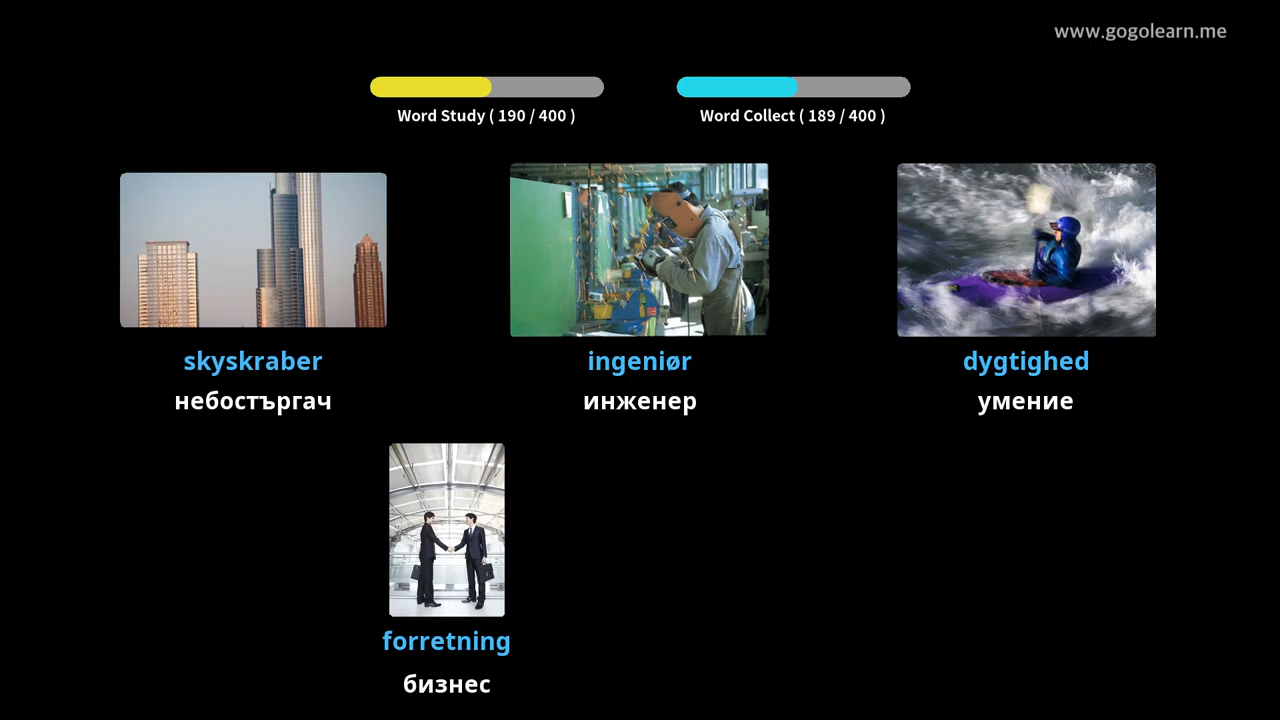 www.gogolearn.me
Word Study ( 190 / 400 )
Word Collect ( 189 / 400 )
skyskraber
ingeniør
dygtighed
небостъргач
инженер
умение
forretning
бизнес